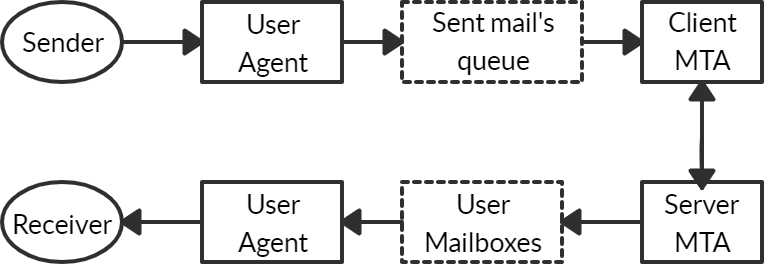 Sender
User
Agent
Sent mail's
queue
Client
MTA
Receiver
User
Agent
User
Mailboxes
Server
MTA